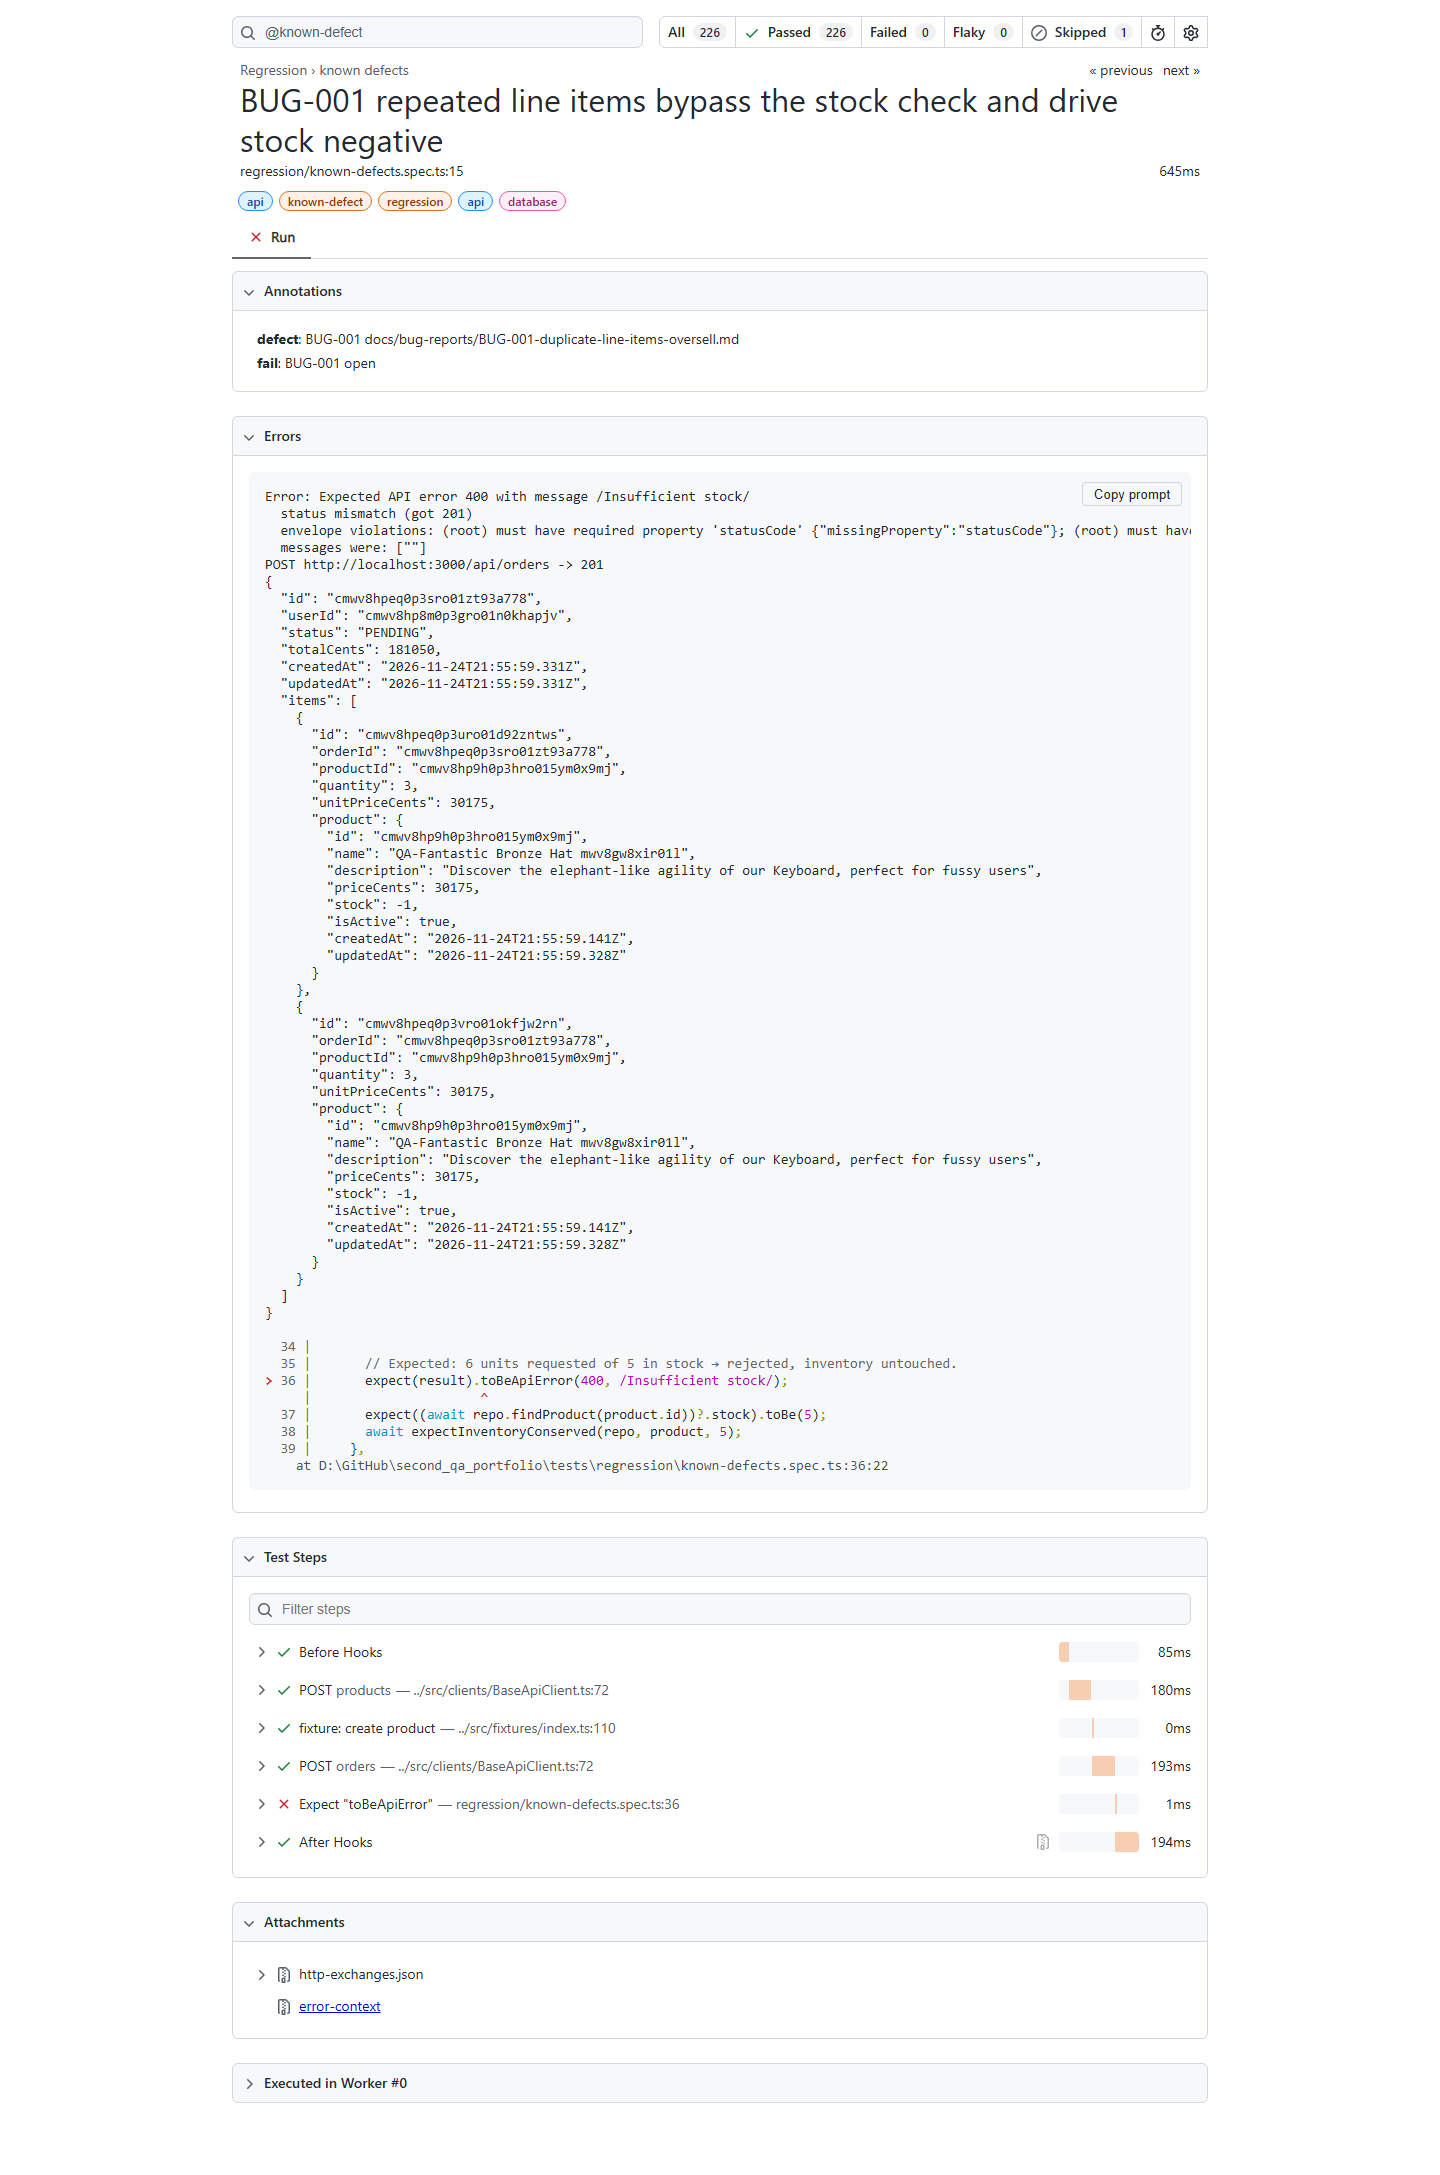 @known-defect
All 226 Passed 226 Failed 0 Flaky 0 Skipped 1
Regression › known defects
« previous next »
BUG-001 repeated line items bypass the stock check and drive
stock negative
regression/known-defects.spec.ts:15
645ms
api known-defect regression api database
Run
Annotations
defect: BUG-001 docs/bug-reports/BUG-001-duplicate-line-items-oversell.md
fail: BUG-001 open
Errors
Copy prompt
Error: Expected API error 400 with message /Insufficient stock/
status mismatch (got 201)
envelope violations: (root) must have required property 'statusCode' {"missingProperty":"statusCode"}; (root) must have
messages were: [""]
POST http://localhost:3000/api/orders -> 201
{
"id": "cmwv8hpeq0p3sro01zt93a778",
"userId": "cmwv8hp8m0p3gro01n0khapjv",
"status": "PENDING",
"totalCents": 181050,
"createdAt": "2026-11-24T21:55:59.331Z",
"updatedAt": "2026-11-24T21:55:59.331Z",
"items": [
{
"id": "cmwv8hpeq0p3uro01d92zntws",
"orderId": "cmwv8hpeq0p3sro01zt93a778",
"productId": "cmwv8hp9h0p3hro015ym0x9mj",
"quantity": 3,
"unitPriceCents": 30175,
"product": {
"id": "cmwv8hp9h0p3hro015ym0x9mj",
"name": "QA-Fantastic Bronze Hat mwv8gw8xir01l",
"description": "Discover the elephant-like agility of our Keyboard, perfect for fussy users",
"priceCents": 30175,
"stock": -1,
"isActive": true,
"createdAt": "2026-11-24T21:55:59.141Z",
"updatedAt": "2026-11-24T21:55:59.328Z"
}
},
{
"id": "cmwv8hpeq0p3vro01okfjw2rn",
"orderId": "cmwv8hpeq0p3sro01zt93a778",
"productId": "cmwv8hp9h0p3hro015ym0x9mj",
"quantity": 3,
"unitPriceCents": 30175,
"product": {
"id": "cmwv8hp9h0p3hro015ym0x9mj",
"name": "QA-Fantastic Bronze Hat mwv8gw8xir01l",
"description": "Discover the elephant-like agility of our Keyboard, perfect for fussy users",
"priceCents": 30175,
"stock": -1,
"isActive": true,
"createdAt": "2026-11-24T21:55:59.141Z",
"updatedAt": "2026-11-24T21:55:59.328Z"
}
}
]
}
34 |
35 | // Expected: 6 units requested of 5 in stock → rejected, inventory untouched.
> 36 | expect(result).toBeApiError(400, /Insufficient stock/);
| ^
37 | expect((await repo.findProduct(product.id))?.stock).toBe(5);
38 | await expectInventoryConserved(repo, product, 5);
39 | },
at D:\GitHub\second_qa_portfolio\tests\regression\known-defects.spec.ts:36:22
Test Steps
Filter steps
Before Hooks 85ms
POST products — ../src/clients/BaseApiClient.ts:72 180ms
fixture: create product — ../src/fixtures/index.ts:110 0ms
POST orders — ../src/clients/BaseApiClient.ts:72 193ms
Expect "toBeApiError" — regression/known-defects.spec.ts:36 1ms
After Hooks 194ms
Attachments
http-exchanges.json
error-context
Executed in Worker #0